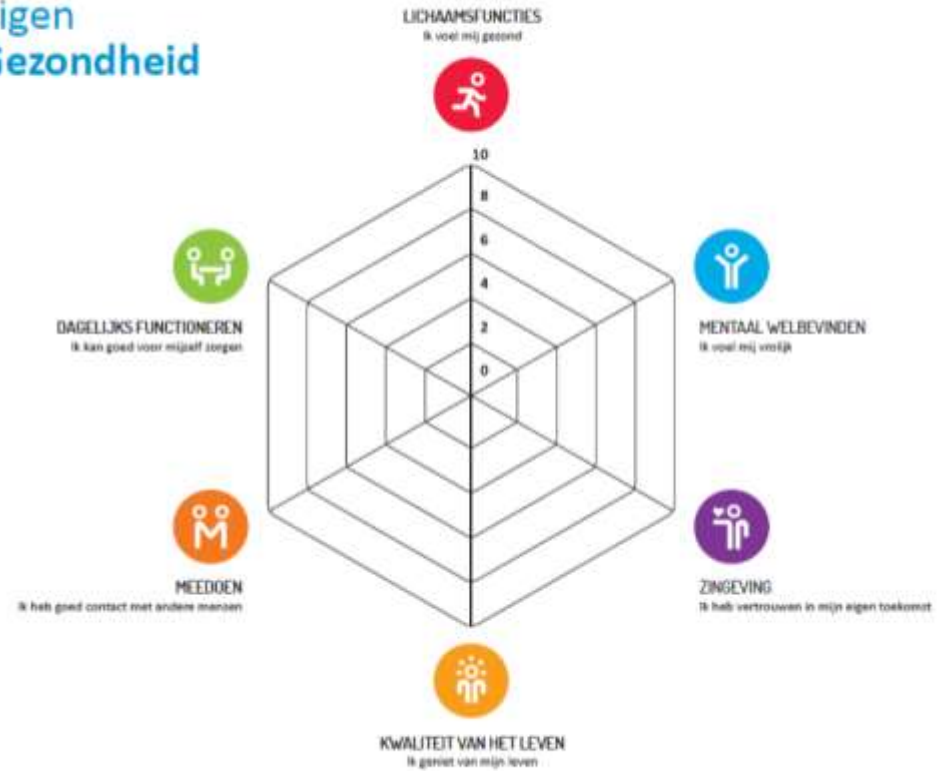 igen
ezondheid
LICHAAMSFUNCTIES
Ik voel mij gezond
10
8
6
4
2
0
DAGELIJKS FUNCTIONEREN
Ik kan goed voor mijzelf zorgen
MENTAAL WELBEVINDEN
Ik voel mij vrolijk
MEEDOEN
Ik heb goed contact met andere mensen
ZINGEVING
Ik heb vertrouwen in mijn eigen toekomst
KWALITEIT VAN HET LEVEN
Ik geniet van mijn leven